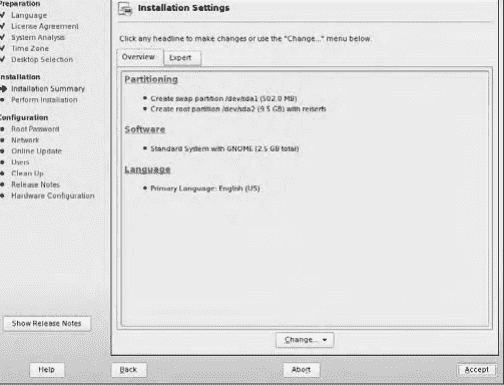 Preparation
Language
License Agreement
System Analysis
Time Zone
Desktop Selection
Installation
Installation Summary
Perform Installation
Configuration
Root Password
Network
Online Update
Users
Clean Up
Release Notes
Hardware Configuration
Show Release Notes
Help
Installation Settings
Click any headline to make changes or use the "Change..." menu below.
Overview
Expert
Partitioning
Create swap partition /dev/hda1 (502.0 MB)
Create root partition /dev/hda2 (9.5 GB) with reiserfs
Software
Standard System with GNOME (2.5 GB total)
Language
Primary Language: English (US)
Change...
Back
Abort
Accept